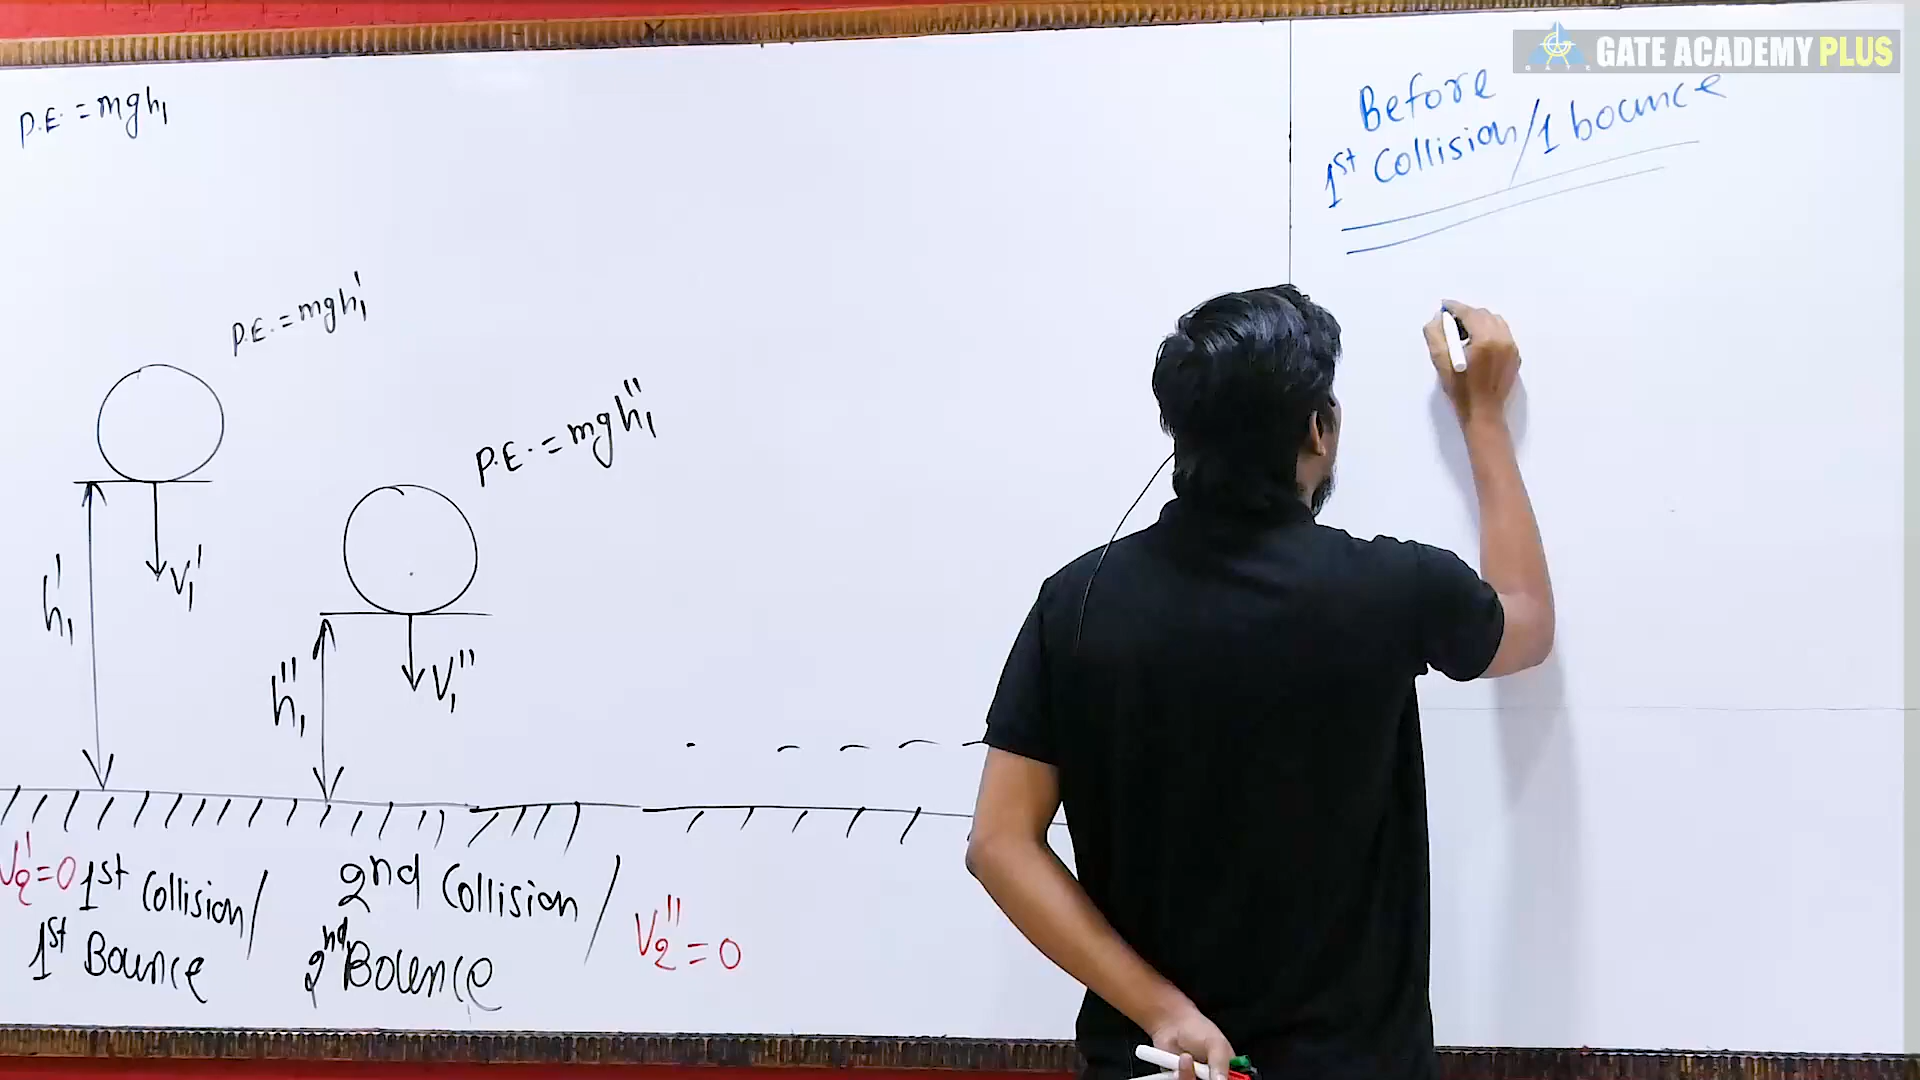 GATE ACADEMY PLUS
GATE
P.E. = mgh₁
Before
1st Collision/1 bounce
P.E. = mgh₁'
P.E. = mgh₁''
h₁'
V₁'
h₁''
V₁''
V₂' = 0
1st Collision/
1st Bounce
2nd Collision/
2nd Bounce
V₂'' = 0